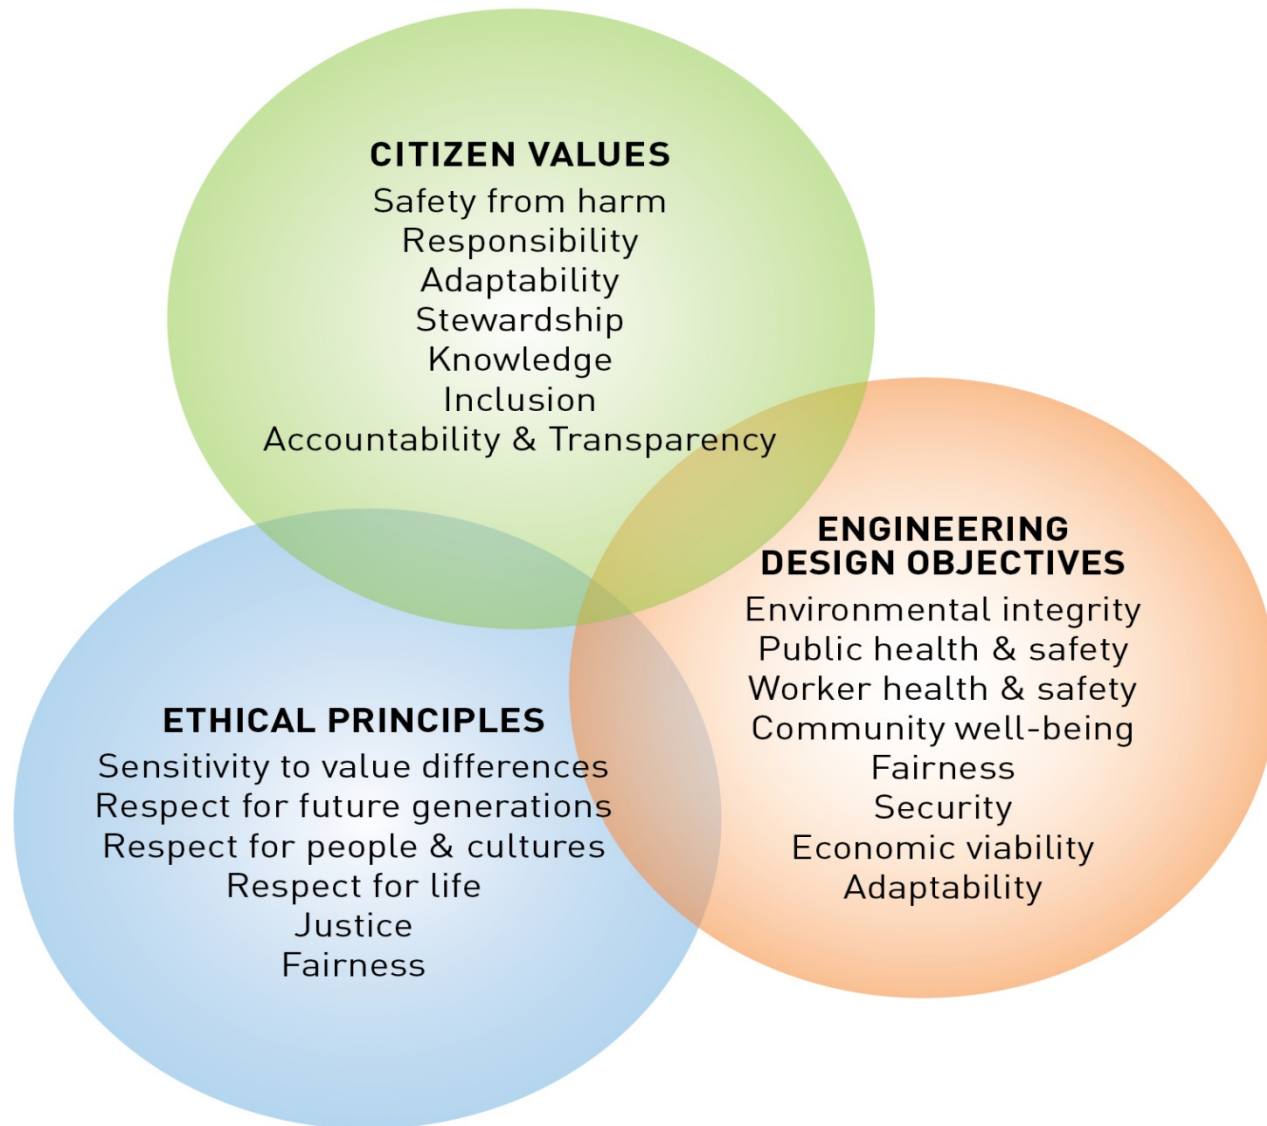 CITIZEN VALUES
Safety from harm
Responsibility
Adaptability
Stewardship
Knowledge
Inclusion
Accountability & Transparency
ENGINEERING
DESIGN OBJECTIVES
Environmental integrity
Public health & safety
Worker health & safety
Community well-being
Fairness
Security
Economic viability
Adaptability
ETHICAL PRINCIPLES
Sensitivity to value differences
Respect for future generations
Respect for people & cultures
Respect for life
Justice
Fairness